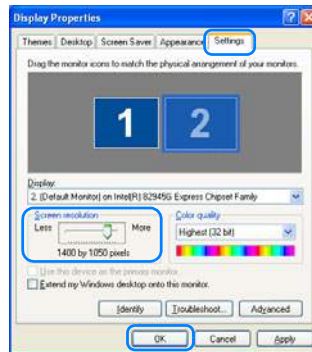 Display Properties
Themes Desktop Screen Saver Appearance Settings
Drag the monitor icons to match the physical arrangement of your monitors.
1 2
Display:
2. (Default Monitor) on Intel(R) 82945G Express Chipset Family
Screen resolution
Less More
1400 by 1050 pixels
Color quality
Highest (32 bit)
Use this device as the primary monitor.
Extend my Windows desktop onto this monitor.
Identify Troubleshoot... Advanced
OK Cancel Apply